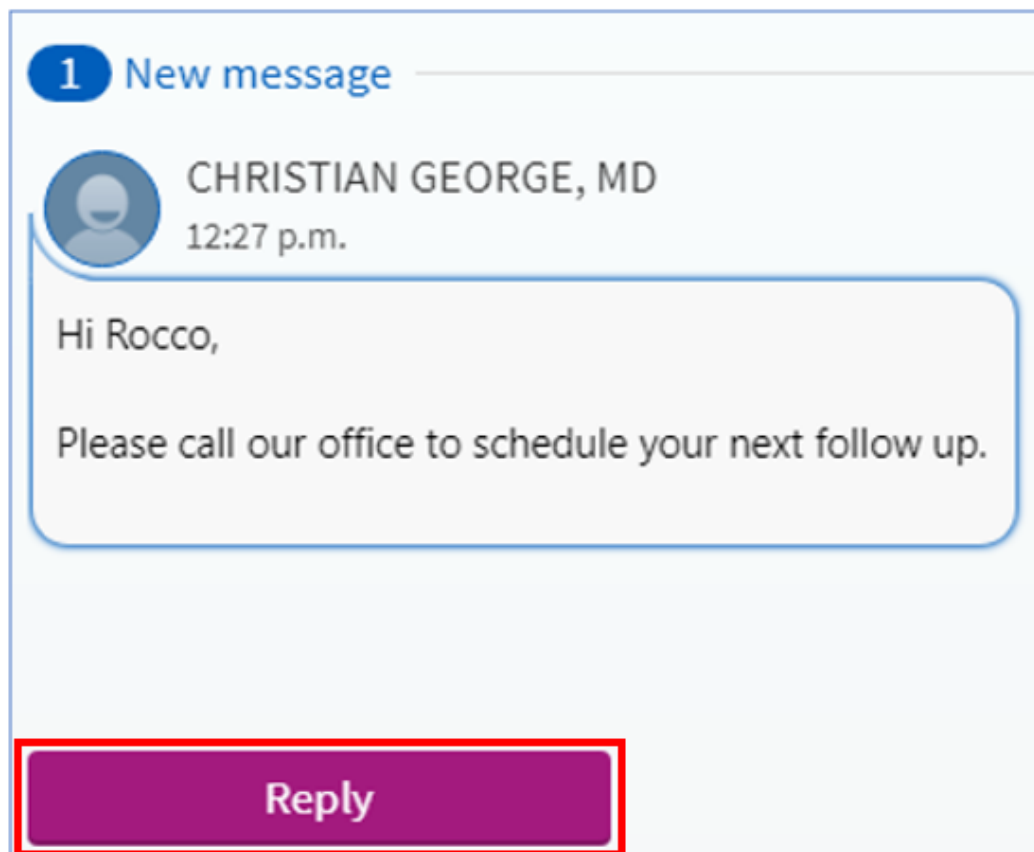 1 New message
CHRISTIAN GEORGE, MD
12:27 p.m.
Hi Rocco,
Please call our office to schedule your next follow up.
Reply